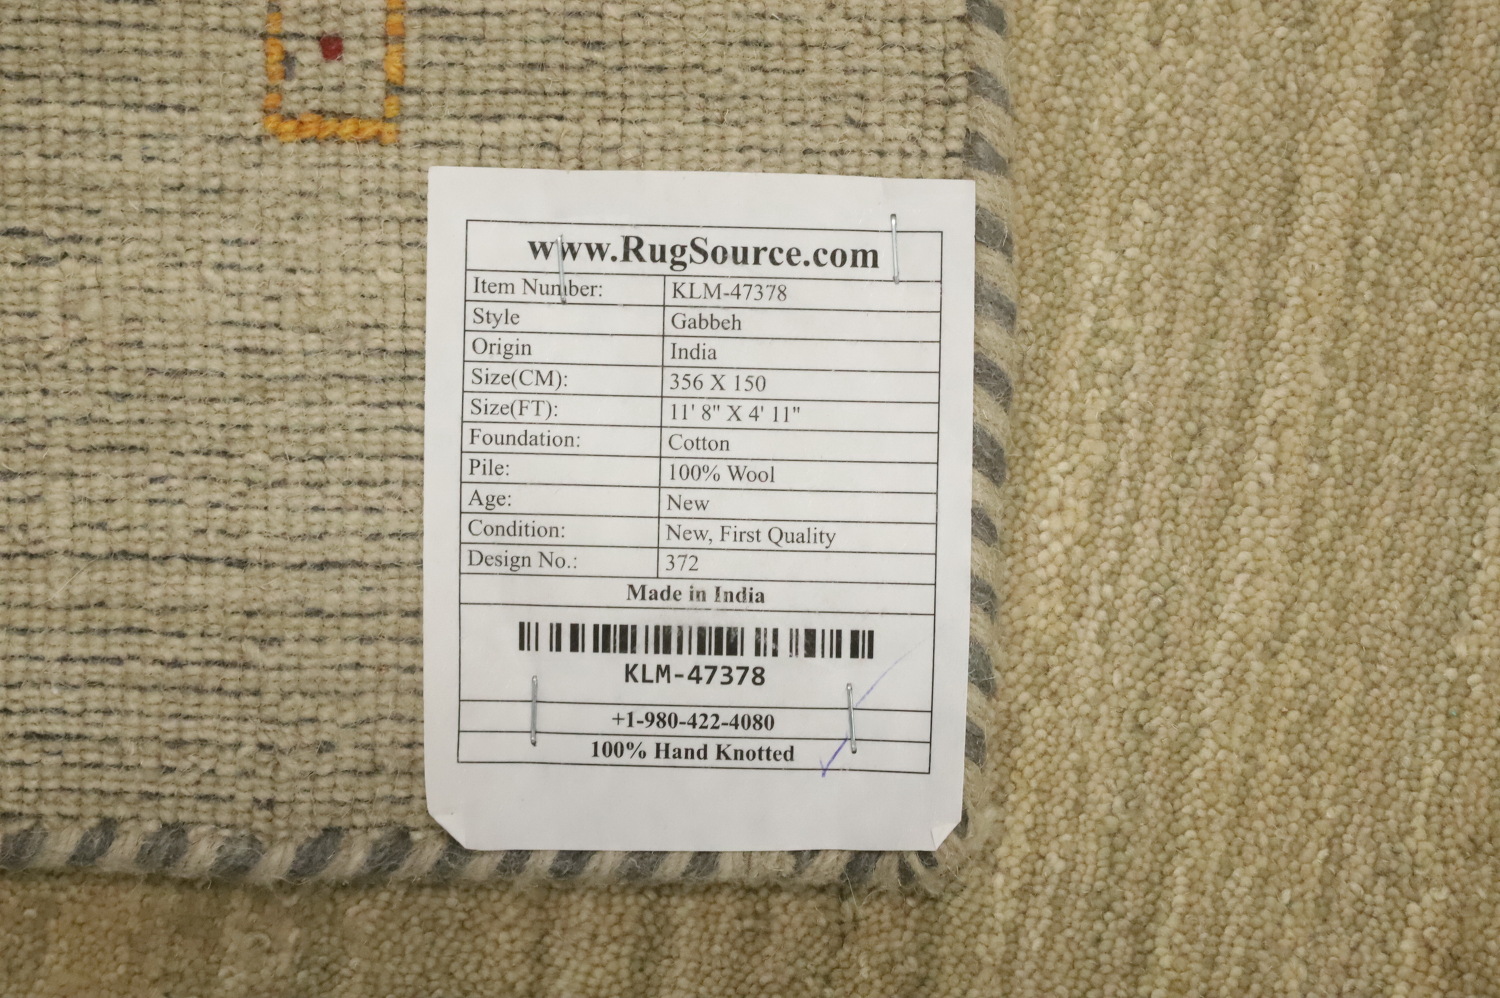 www.RugSource.com
Item Number: KLM-47378
Style Gabbeh
Origin India
Size(CM): 356 X 150
Size(FT): 11' 8" X 4' 11"
Foundation: Cotton
Pile: 100% Wool
Age: New
Condition: New, First Quality
Design No.: 372
Made in India
KLM-47378
+1-980-422-4080
100% Hand Knotted